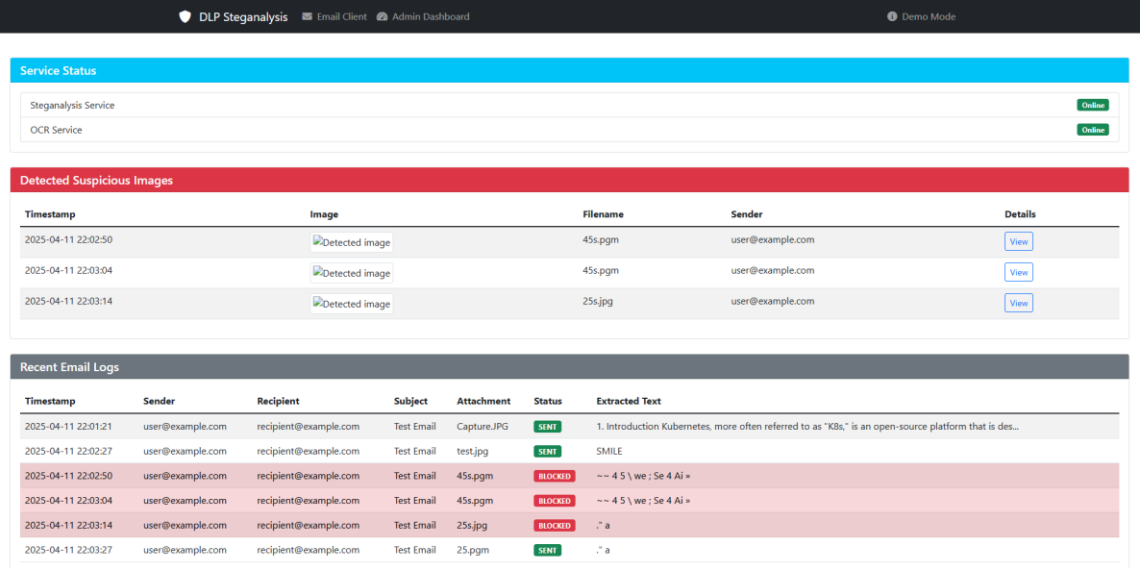 DLP Steganalysis Email Client Admin Dashboard Demo Mode
Service Status
Steganalysis Service Online
OCR Service Online
Detected Suspicious Images
Timestamp Image Filename Sender Details
2025-04-11 22:02:50 Detected image 45s.pgm user@example.com View
2025-04-11 22:03:04 Detected image 45s.pgm user@example.com View
2025-04-11 22:03:14 Detected image 25s.jpg user@example.com View
Recent Email Logs
Timestamp Sender Recipient Subject Attachment Status Extracted Text
2025-04-11 22:01:21 user@example.com recipient@example.com Test Email Capture.JPG SENT 1. Introduction Kubernetes, more often referred to as "K8s," is an open-source platform that is des...
2025-04-11 22:02:27 user@example.com recipient@example.com Test Email test.jpg SENT SMILE
2025-04-11 22:02:50 user@example.com recipient@example.com Test Email 45s.pgm BLOCKED ~~ 4 5 \ we ; Se 4 Ai »
2025-04-11 22:03:04 user@example.com recipient@example.com Test Email 45s.pgm BLOCKED ~~ 4 5 \ we ; Se 4 Ai »
2025-04-11 22:03:14 user@example.com recipient@example.com Test Email 25s.jpg BLOCKED ." a
2025-04-11 22:03:27 user@example.com recipient@example.com Test Email 25.pgm SENT ." a